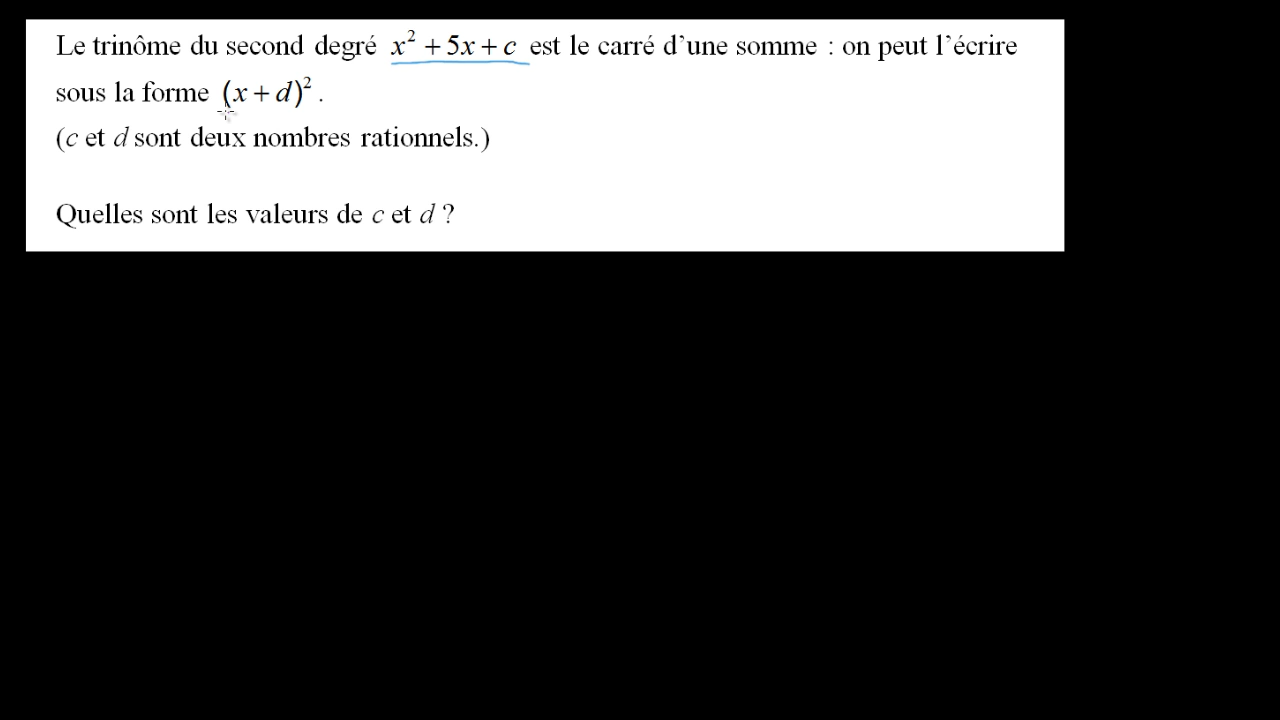 Le trinôme du second degré x² + 5x + c est le carré d’une somme : on peut l’écrire
sous la forme (x + d)² .
(c et d sont deux nombres rationnels.)
Quelles sont les valeurs de c et d ?